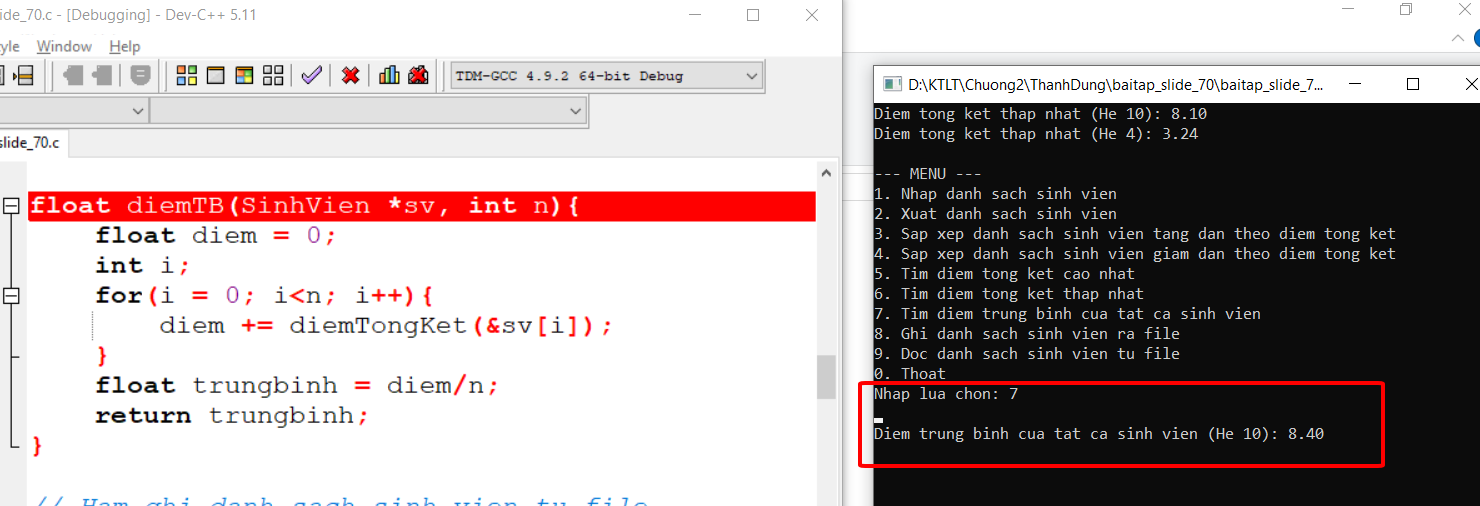 lide_70.c - [Debugging] - Dev-C++ 5.11
tyle Window Help
TDM-GCC 4.9.2 64-bit Debug
slide_70.c
float diemTB(SinhVien *sv, int n){
float diem = 0;
int i;
for(i = 0; i<n; i++){
diem += diemTongKet(&sv[i]);
}
float trungbinh = diem/n;
return trungbinh;
}
// Ham ghi danh sach sinh vien tu file
D:\KTLT\Chuong2\ThanhDung\baitap_slide_70\baitap_slide_7...
Diem tong ket thap nhat (He 10): 8.10
Diem tong ket thap nhat (He 4): 3.24
--- MENU ---
1. Nhap danh sach sinh vien
2. Xuat danh sach sinh vien
3. Sap xep danh sach sinh vien tang dan theo diem tong ket
4. Sap xep danh sach sinh vien giam dan theo diem tong ket
5. Tim diem tong ket cao nhat
6. Tim diem tong ket thap nhat
7. Tim diem trung binh cua tat ca sinh vien
8. Ghi danh sach sinh vien ra file
9. Doc danh sach sinh vien tu file
0. Thoat
Nhap lua chon: 7
Diem trung binh cua tat ca sinh vien (He 10): 8.40